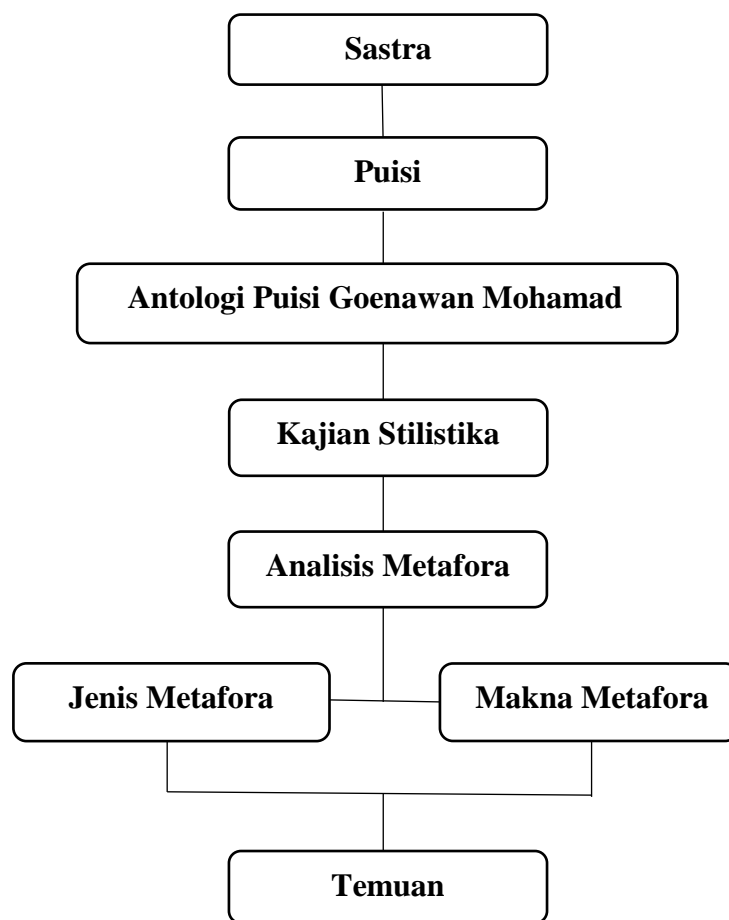 Sastra
Puisi
Antologi Puisi Goenawan Mohamad
Kajian Stilistika
Analisis Metafora
Jenis Metafora
Makna Metafora
Temuan